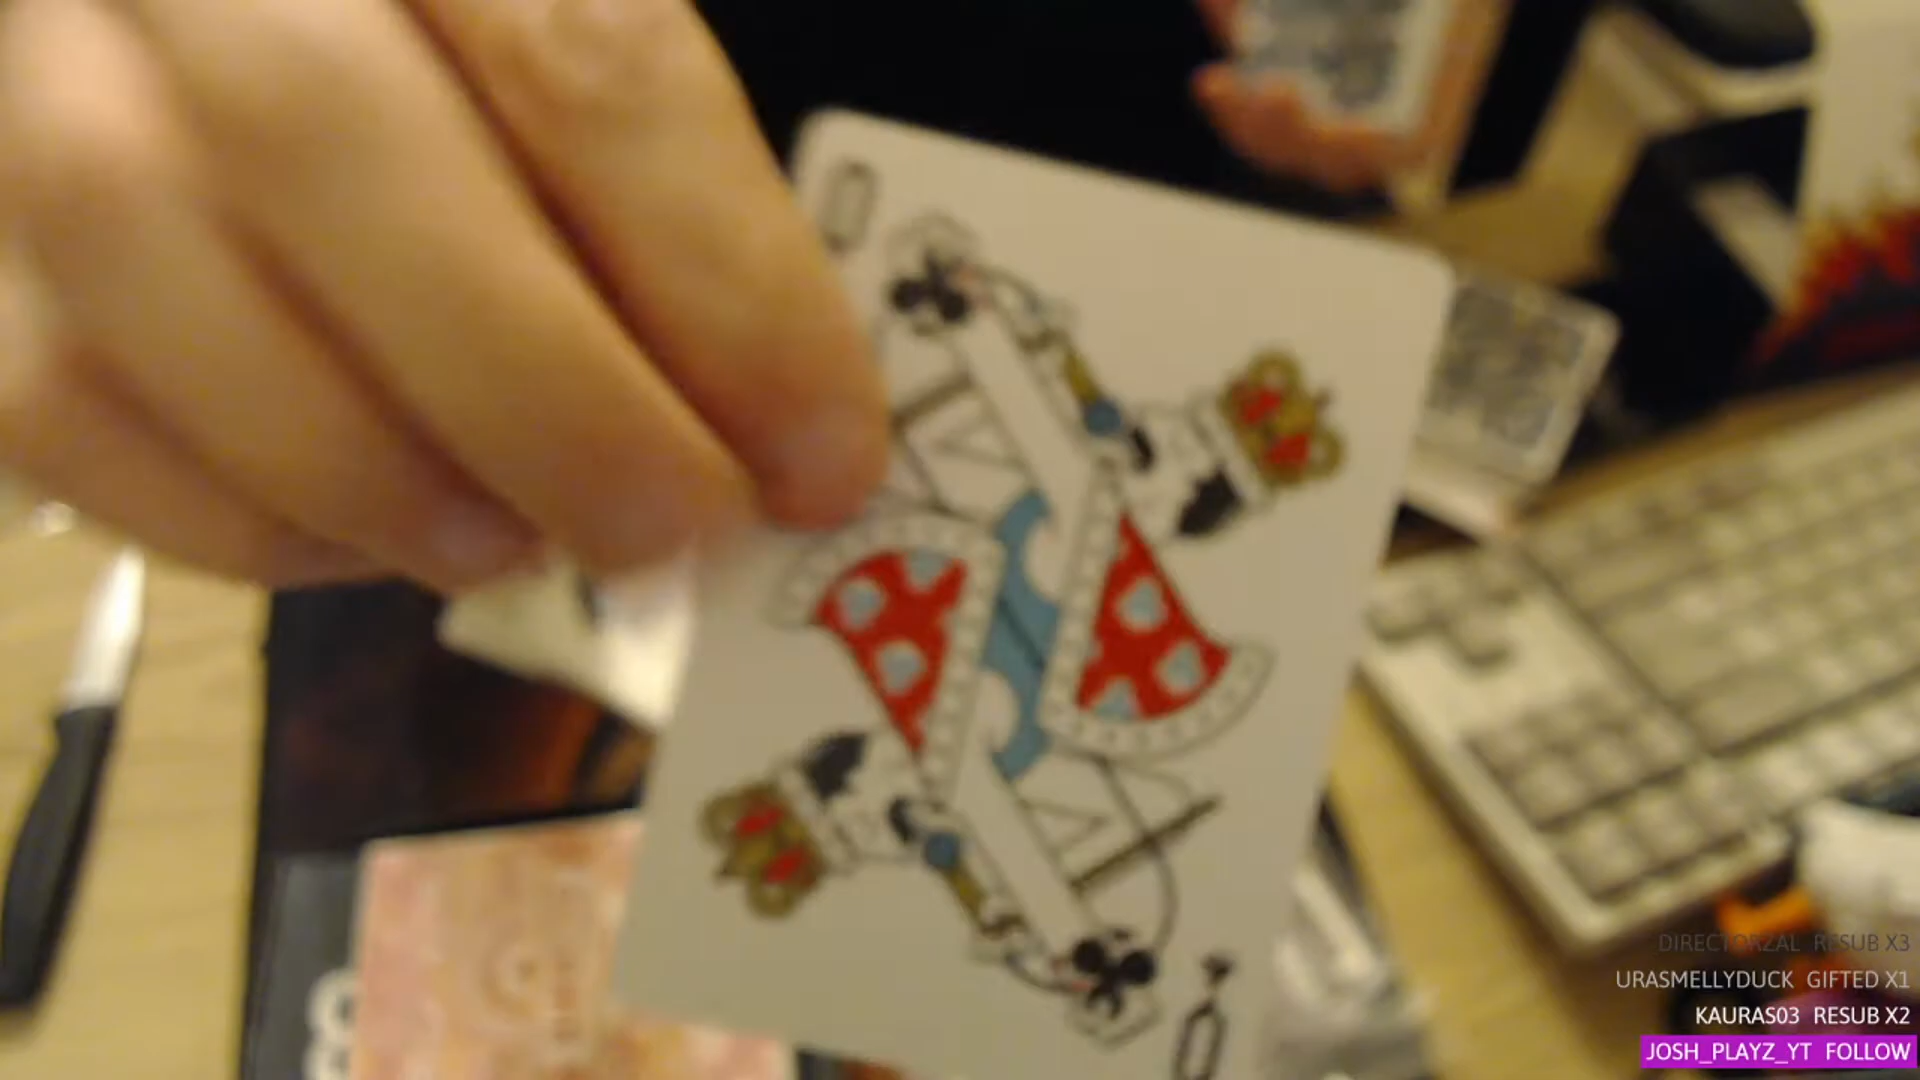 Q
DIRECTORZAL RESUB X3
URASMELLYDUCK GIFTED X1
KAURAS03 RESUB X2
JOSH_PLAYZ_YT FOLLOW
Q